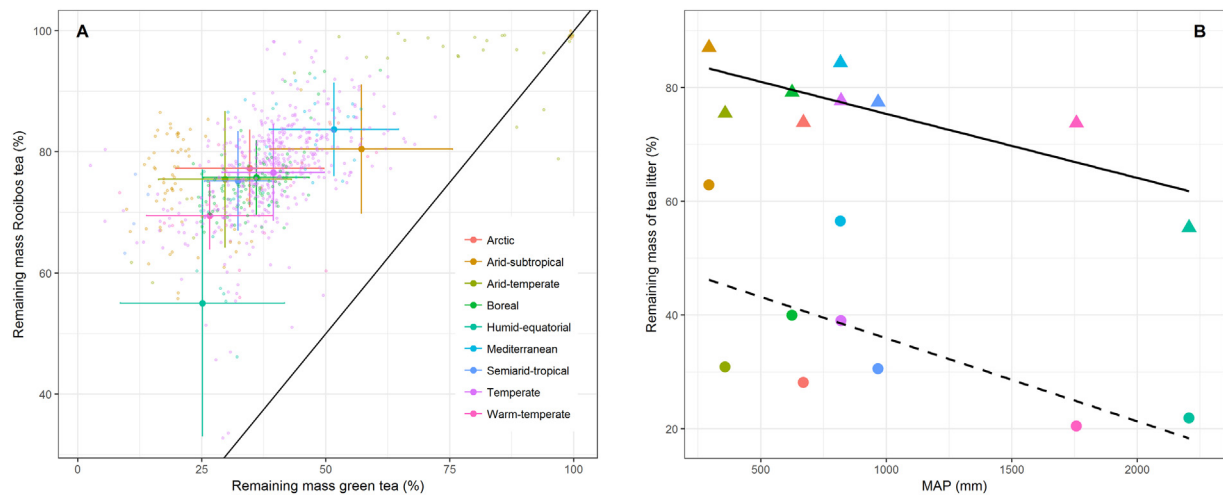 A
100
80
60
40
0
25
50
75
100
Remaining mass green tea (%)
Remaining mass Rooibos tea (%)
Arctic
Arid-subtropical
Arid-temperate
Boreal
Humid-equatorial
Mediterranean
Semiarid-tropical
Temperate
Warm-temperate
B
80
60
40
20
500
1000
1500
2000
MAP (mm)
Remaining mass of tea litter (%)